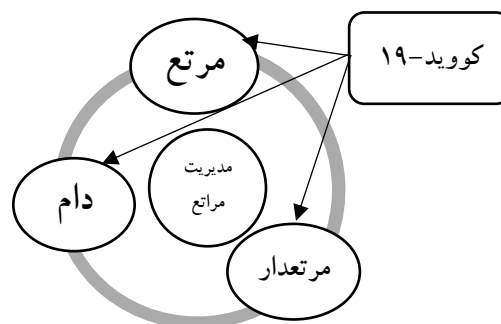 کووید-۱۹
مرتع
مدیریت
مراتع
دام
مرتعدار